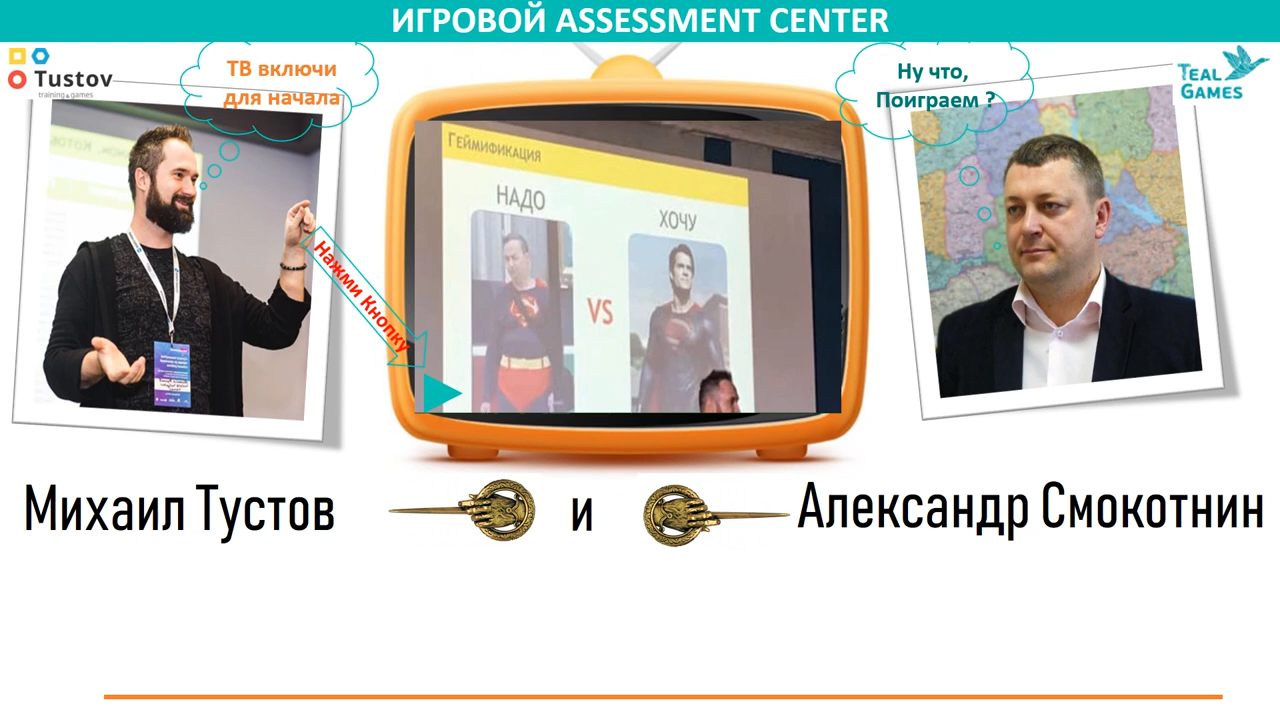 ИГРОВОЙ ASSESSMENT CENTER
Tustov
training & games
ТВ включи
для начала
Ну что,
Поиграем ?
TEAL
GAMES
ГЕЙМИФИКАЦИЯ
НАДО
ХОЧУ
VS
Нажми Кнопку
Михаил Тустов
и
Александр Смокотнин